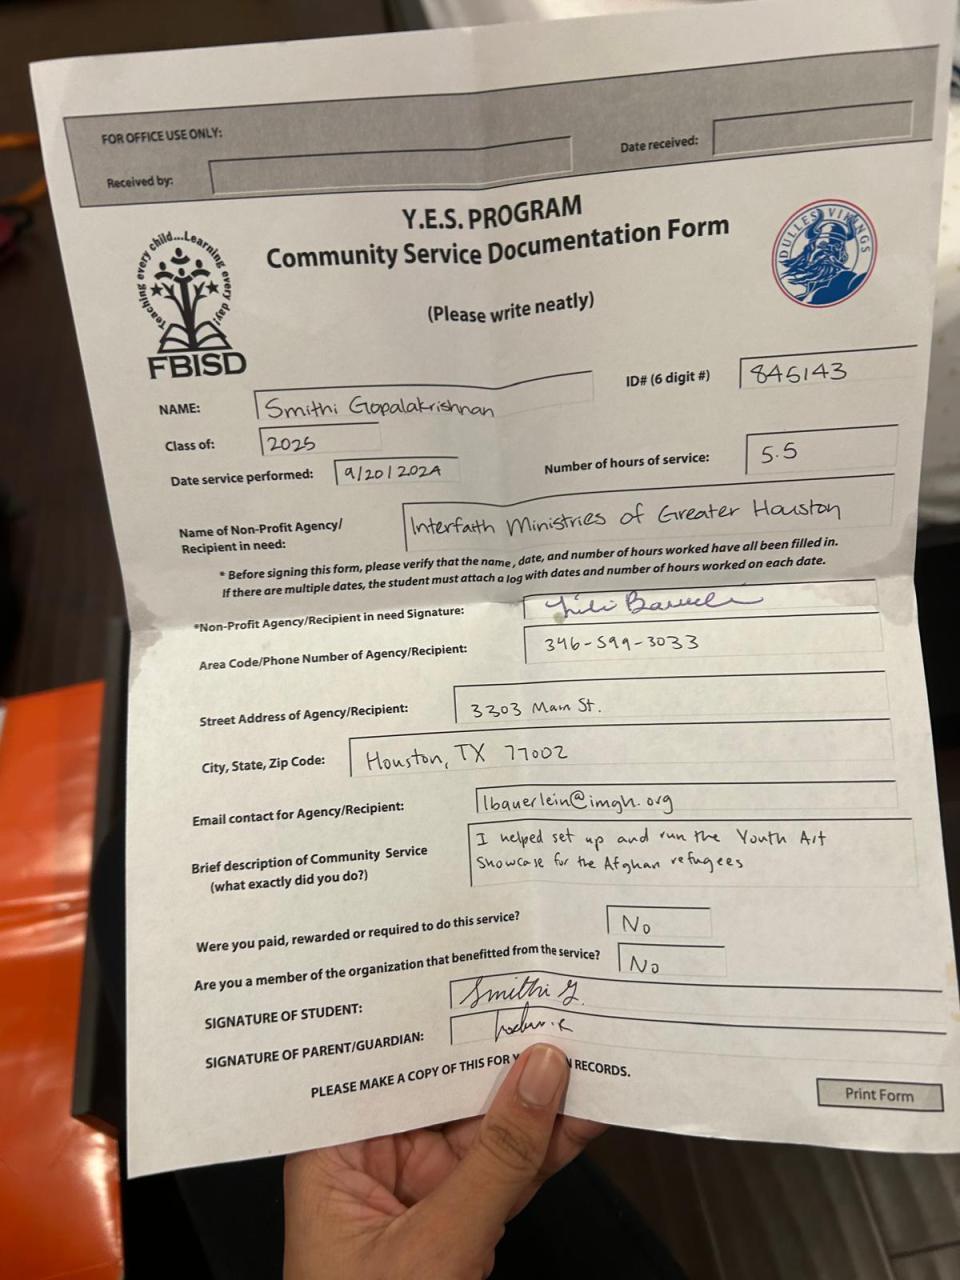 FOR OFFICE USE ONLY:
Received by:
Date received:
Y.E.S. PROGRAM
Community Service Documentation Form
(Please write neatly)
Teaching every child...Learning every day!
FBISD
DULLES VIKINGS
NAME: Smithi Gopalakrishnan
ID# (6 digit #) 845143
Class of: 2025
Date service performed: 9/20/2024
Number of hours of service: 5.5
Name of Non-Profit Agency/
Recipient in need: Interfaith Ministries of Greater Houston
* Before signing this form, please verify that the name, date, and number of hours worked have all been filled in.
If there are multiple dates, the student must attach a log with dates and number of hours worked on each date.
*Non-Profit Agency/Recipient in need Signature:
Area Code/Phone Number of Agency/Recipient: 346-599-3033
Street Address of Agency/Recipient: 3303 Main St.
City, State, Zip Code: Houston, TX 77002
Email contact for Agency/Recipient: lbauerlein@imgh.org
Brief description of Community Service
(what exactly did you do?)
I helped set up and run the Youth Art
Showcase for the Afghan refugees
Were you paid, rewarded or required to do this service? No
Are you a member of the organization that benefitted from the service? No
SIGNATURE OF STUDENT: Smithi G.
SIGNATURE OF PARENT/GUARDIAN:
PLEASE MAKE A COPY OF THIS FOR RECORDS.
Print Form